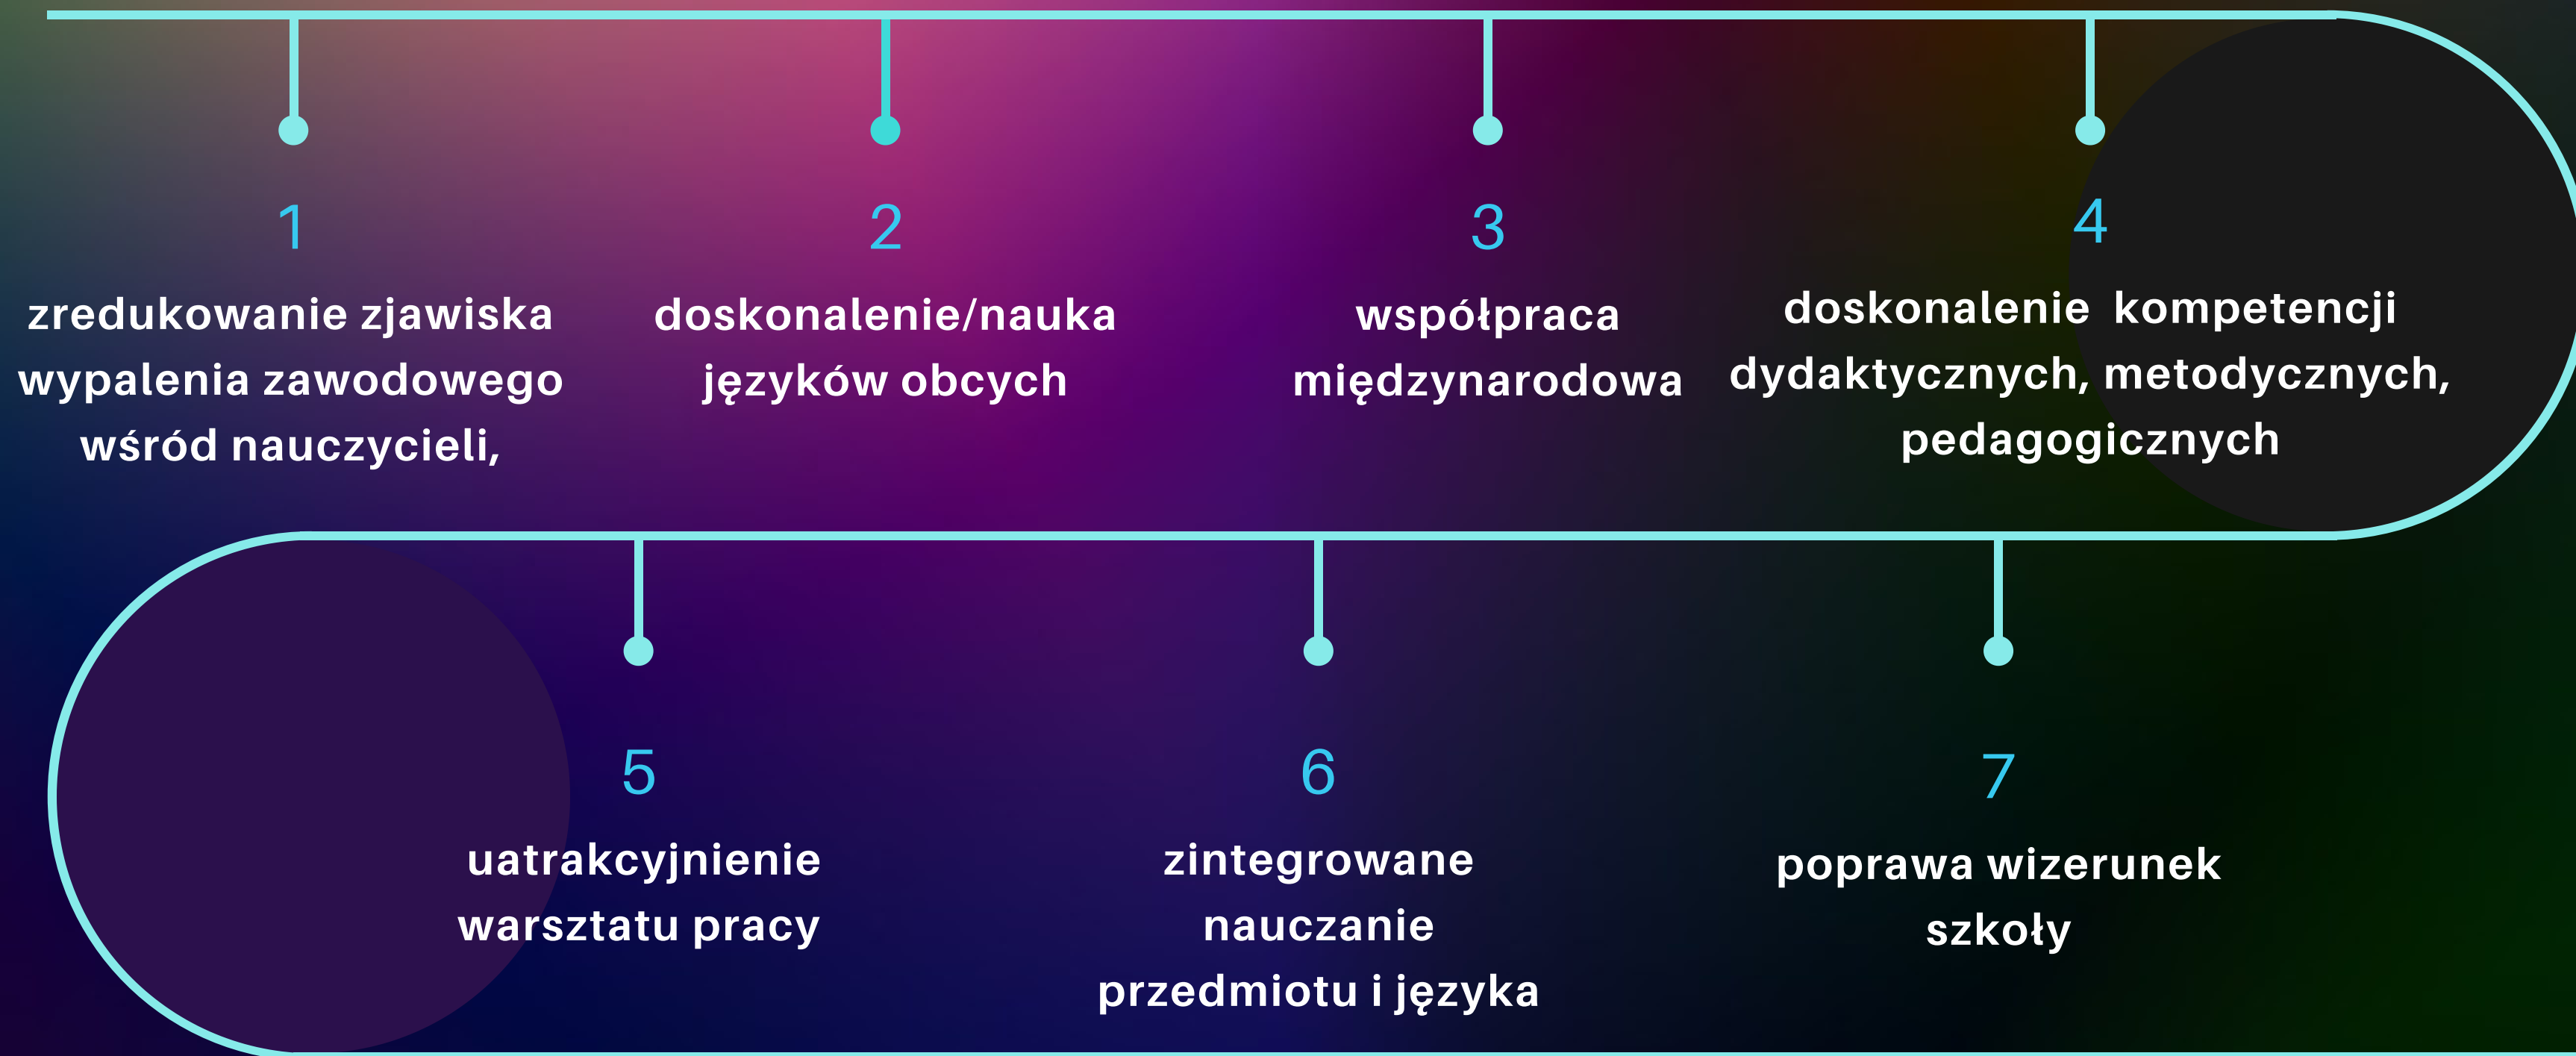 1
zredukowanie zjawiska
wypalenia zawodowego
wśród nauczycieli,
2
doskonalenie/nauka
języków obcych
3
współpraca
międzynarodowa
4
doskonalenie  kompetencji
dydaktycznych, metodycznych,
pedagogicznych
5
uatrakcyjnienie
warsztatu pracy
6
zintegrowane
nauczanie
przedmiotu i języka
7
poprawa wizerunek
szkoły